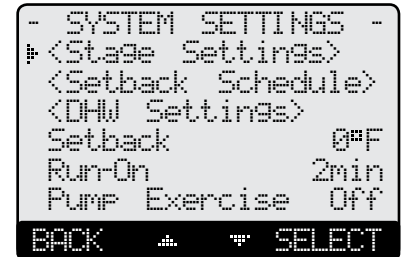 - SYSTEM SETTINGS -
<Stage Settings>
<Setback Schedule>
<DHW Settings>
Setback 0°F
Run-On 2min
Pump Exercise Off
BACK ▲ ▼ SELECT